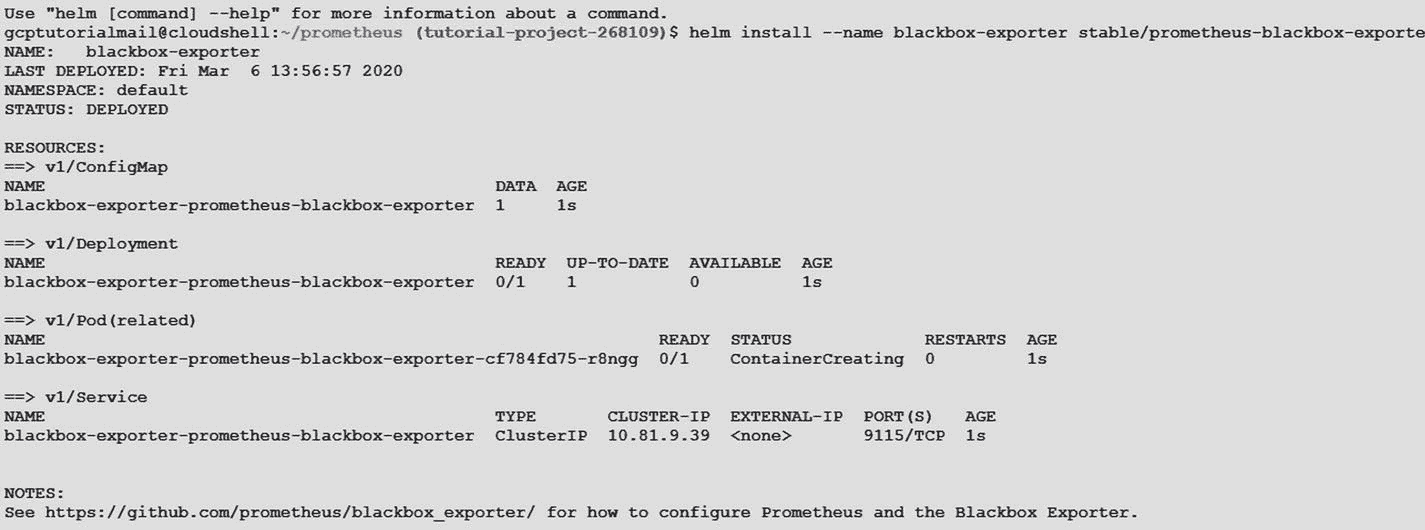 Use "helm [command] --help" for more information about a command.
gcptutorialmail@cloudshell:~/prometheus (tutorial-project-268109)$ helm install --name blackbox-exporter stable/prometheus-blackbox-exporte
NAME:   blackbox-exporter
LAST DEPLOYED: Fri Mar  6 13:56:57 2020
NAMESPACE: default
STATUS: DEPLOYED

RESOURCES:
==> v1/ConfigMap
NAME                                            DATA  AGE
blackbox-exporter-prometheus-blackbox-exporter  1     1s

==> v1/Deployment
NAME                                            READY  UP-TO-DATE  AVAILABLE  AGE
blackbox-exporter-prometheus-blackbox-exporter  0/1    1           0          1s

==> v1/Pod(related)
NAME                                                            READY  STATUS             RESTARTS  AGE
blackbox-exporter-prometheus-blackbox-exporter-cf784fd75-r8ngg  0/1    ContainerCreating  0         1s

==> v1/Service
NAME                                            TYPE       CLUSTER-IP  EXTERNAL-IP  PORT(S)   AGE
blackbox-exporter-prometheus-blackbox-exporter  ClusterIP  10.81.9.39  <none>       9115/TCP  1s

NOTES:
See https://github.com/prometheus/blackbox_exporter/ for how to configure Prometheus and the Blackbox Exporter.